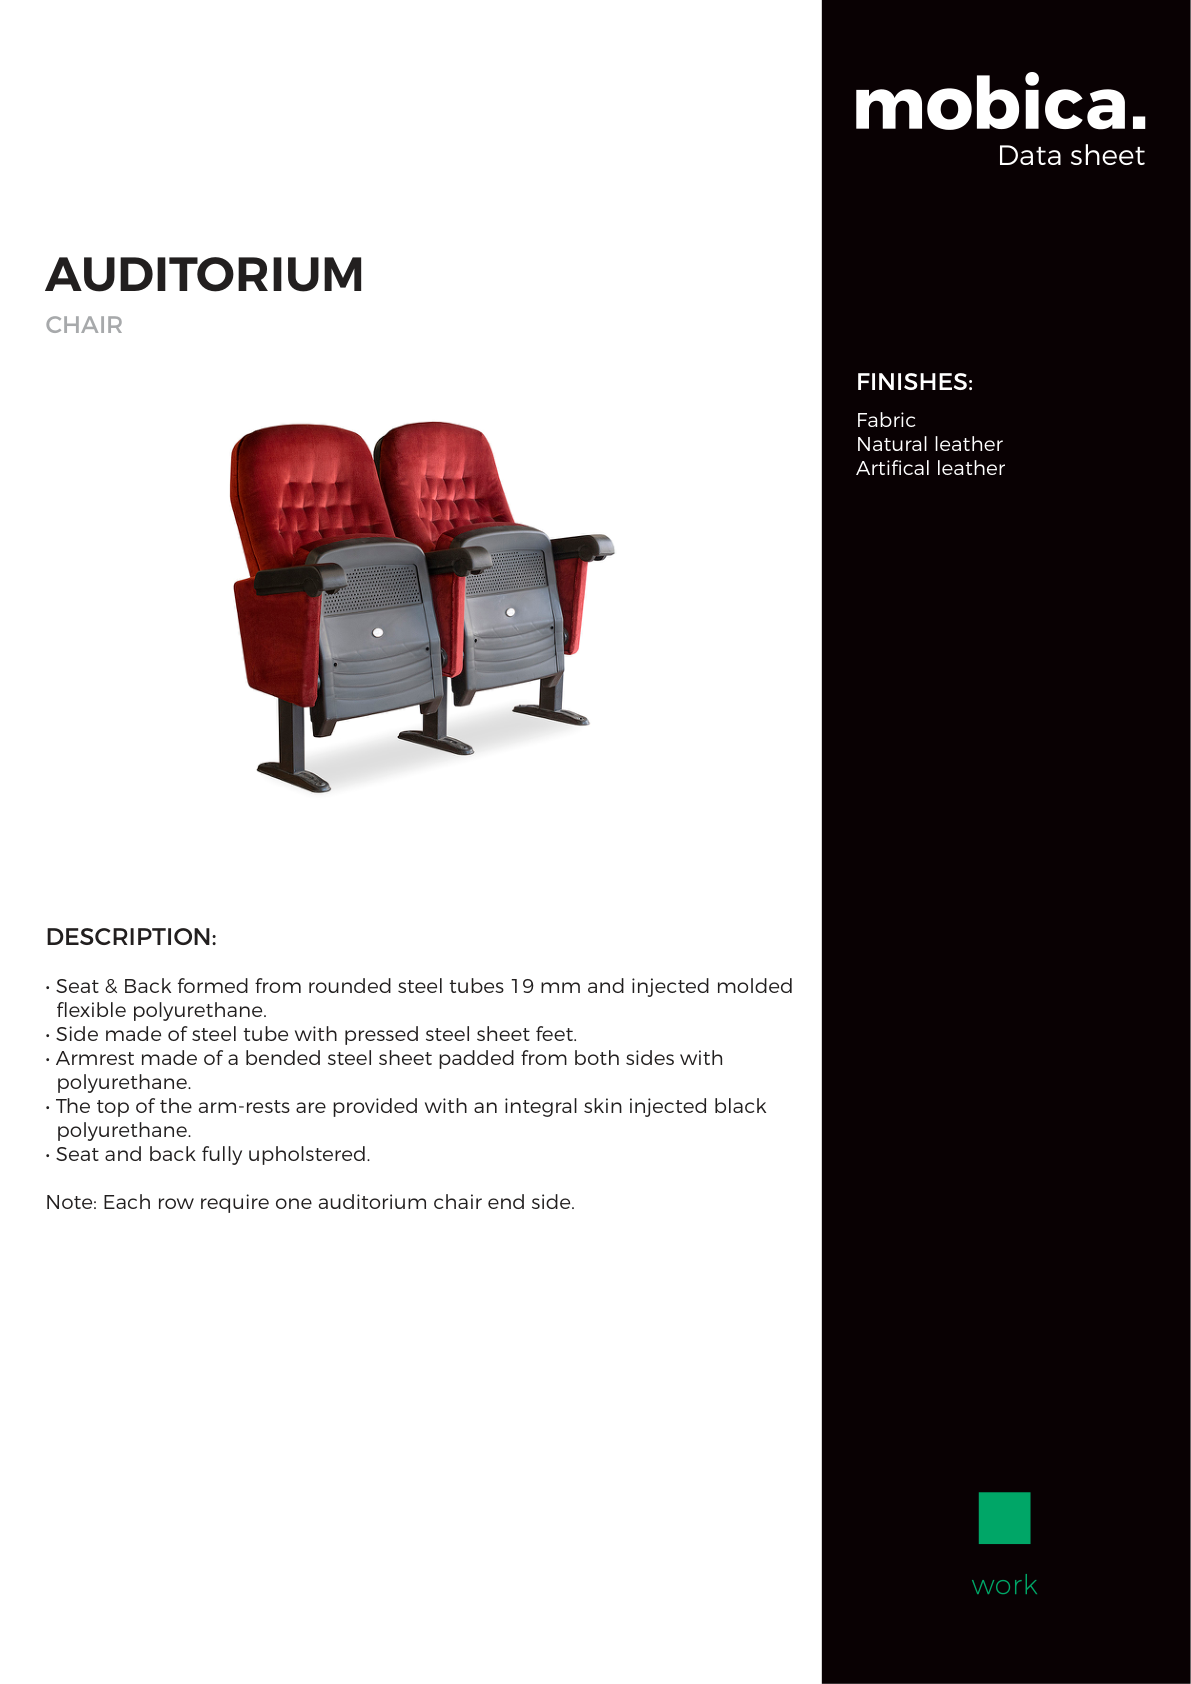 mobica.
Data sheet
AUDITORIUM
CHAIR
FINISHES:
Fabric
Natural leather
Artifical leather
DESCRIPTION:
• Seat & Back formed from rounded steel tubes 19 mm and injected molded
flexible polyurethane.
• Side made of steel tube with pressed steel sheet feet.
• Armrest made of a bended steel sheet padded from both sides with
polyurethane.
• The top of the arm-rests are provided with an integral skin injected black
polyurethane.
• Seat and back fully upholstered.
Note: Each row require one auditorium chair end side.
work